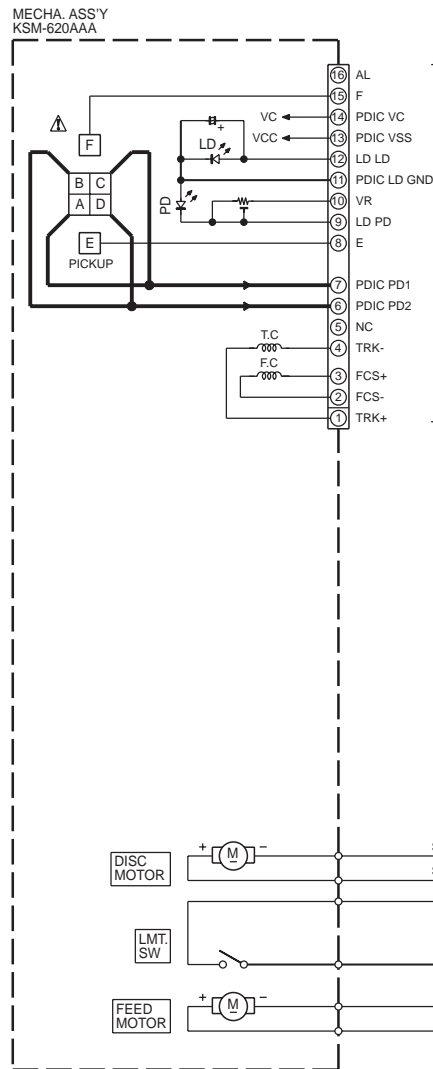 MECHA. ASS'Y
KSM-620AAA
16 AL
15 F
14 PDIC VC
13 PDIC VSS
12 LD LD
11 PDIC LD GND
10 VR
9 LD PD
8 E
7 PDIC PD1
6 PDIC PD2
5 NC
4 TRK-
3 FCS+
2 FCS-
1 TRK+
VC
VCC
+
LD
PD
F
B C
A D
E
PICKUP
T.C
F.C
DISC
MOTOR
+ M −
LMT.
SW
FEED
MOTOR
+ M −